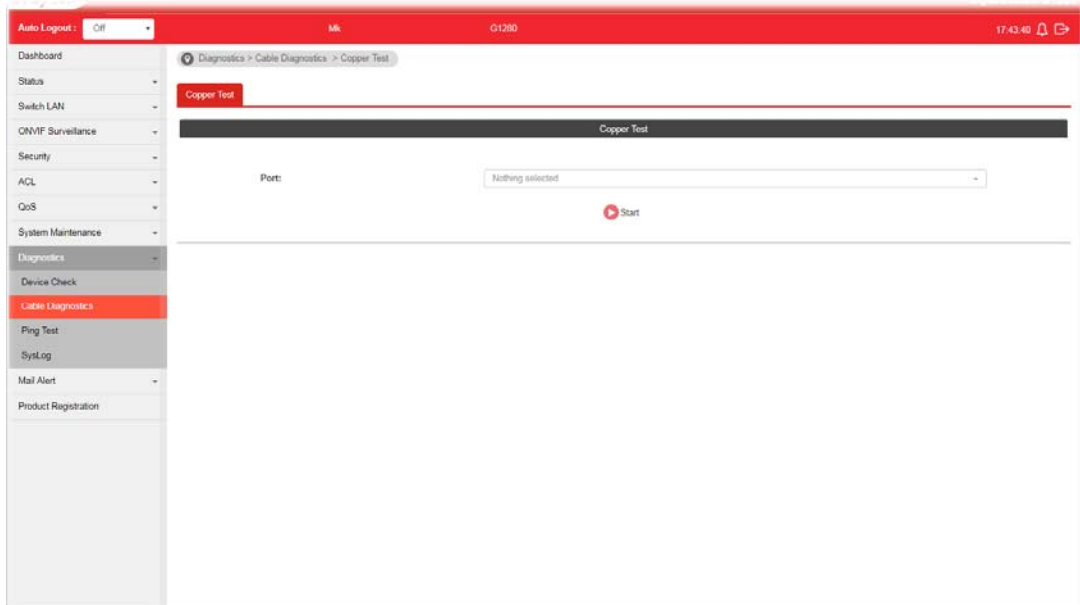 Auto Logout : Off Mk G1280 17:43:40
Diagnostics > Cable Diagnostics > Copper Test
Copper Test
Copper Test
Port: Nothing selected
Start
Dashboard
Status
Switch LAN
ONVIF Surveillance
Security
ACL
QoS
System Maintenance
Diagnostics
Device Check
Cable Diagnostics
Ping Test
SysLog
Mail Alert
Product Registration